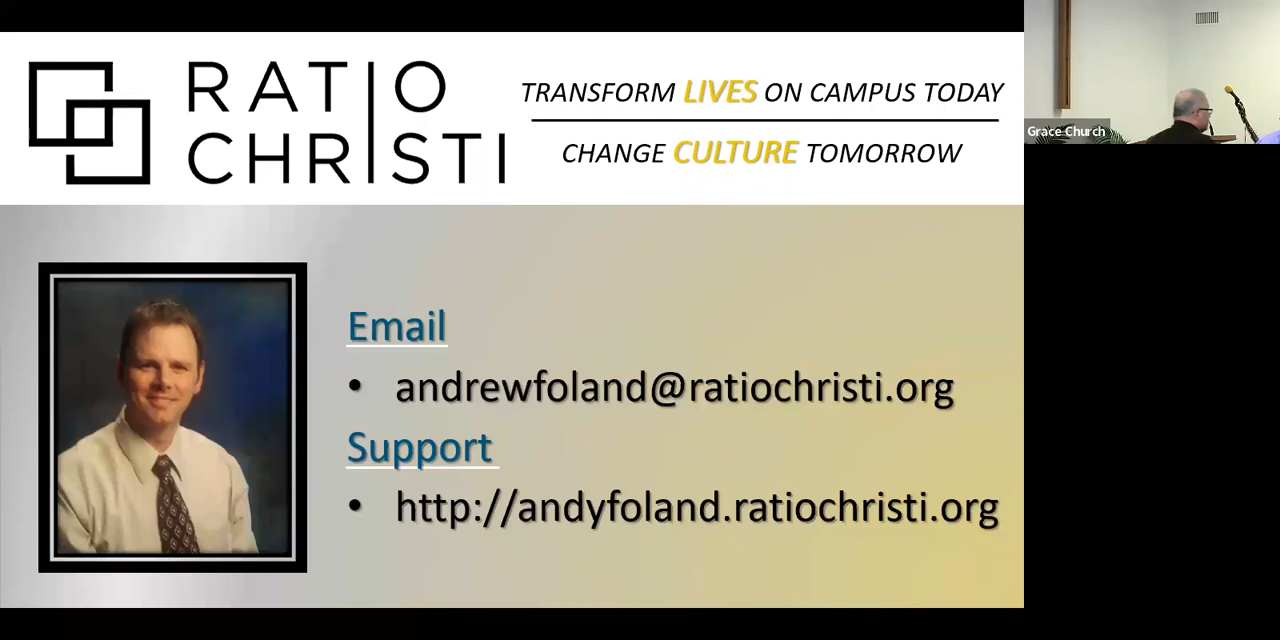 RATIO
CHRISTI
TRANSFORM LIVES ON CAMPUS TODAY
CHANGE CULTURE TOMORROW
Grace Church
Email
• andrewfoland@ratiochristi.org
Support
• http://andyfoland.ratiochristi.org